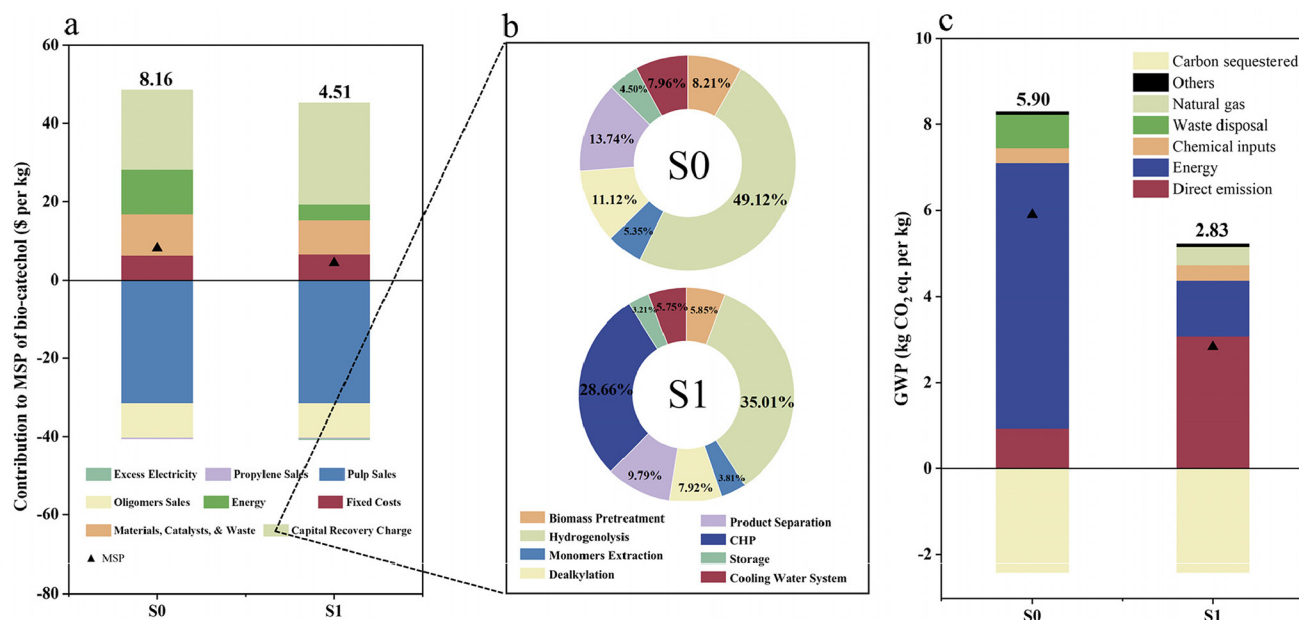 a
Contribution to MSP of bio-catechol ($ per kg)
60
40
20
0
-20
-40
-60
-80
8.16
4.51
Excess Electricity
Propylene Sales
Pulp Sales
Oligomers Sales
Energy
Fixed Costs
Materials, Catalysts, & Waste
Capital Recovery Charge
MSP
S0
S1
b
S0
8.21%
49.12%
5.35%
11.12%
13.74%
4.50%
7.96%
S1
5.85%
35.01%
3.81%
7.92%
9.79%
28.66%
3.21%
5.75%
Biomass Pretreatment
Hydrogenolysis
Monomers Extraction
Dealkylation
Product Separation
CHP
Storage
Cooling Water System
c
GWP (kg CO₂ eq. per kg)
10
8
6
4
2
0
-2
5.90
2.83
Carbon sequestered
Others
Natural gas
Waste disposal
Chemical inputs
Energy
Direct emission
S0
S1